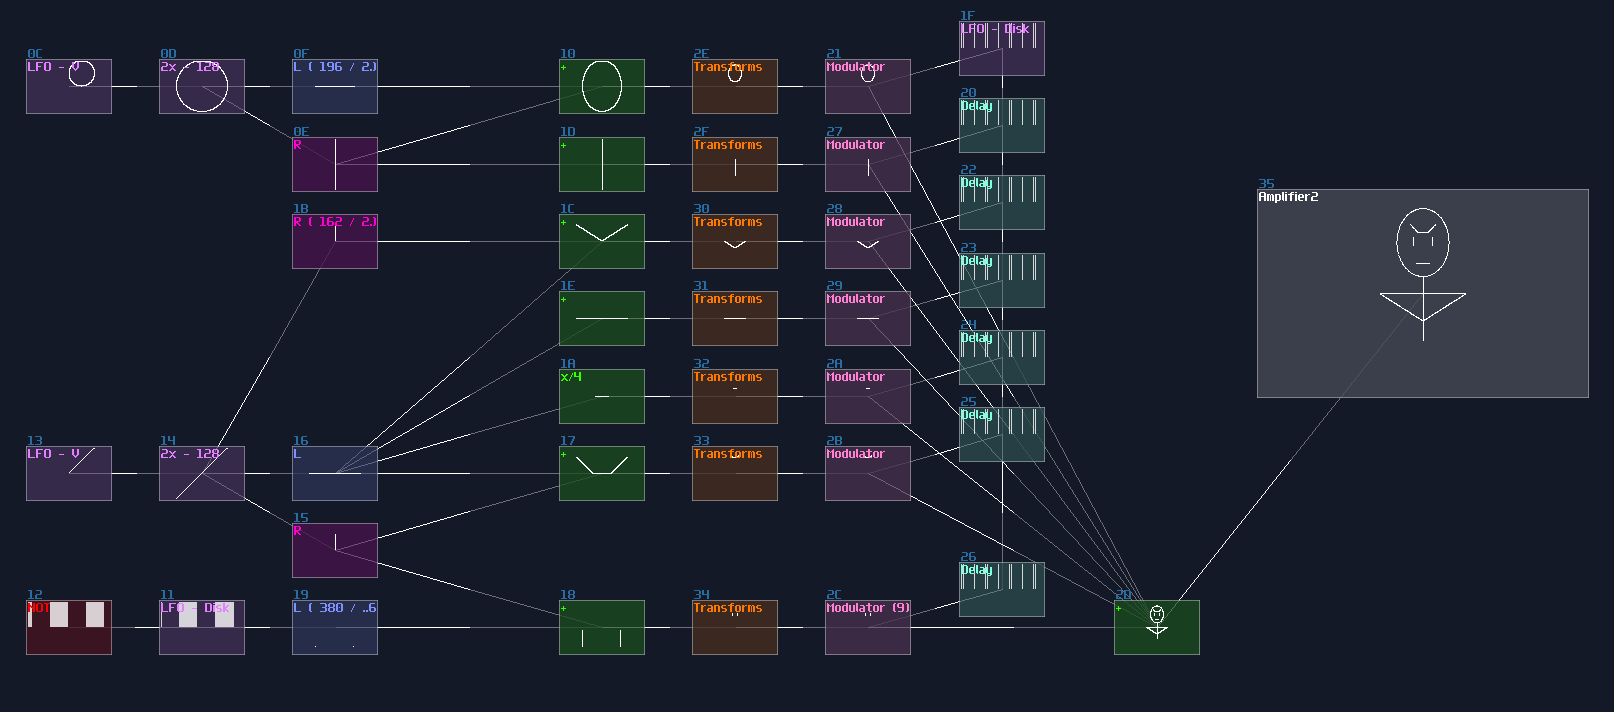 1F
LFO - Disk
0C
LFO - V
0D
2x - 128
0F
L ( 196 / 2.)
10
+
2E
Transforms
21
Modulator
20
Delay
0E
R
1D
+
2F
Transforms
27
Modulator
22
Delay
35
Amplifier2
1B
R ( 162 / 2.)
1C
+
30
Transforms
28
Modulator
23
Delay
1E
+
31
Transforms
29
Modulator
24
Delay
1A
x/4
32
Transforms
2A
Modulator
25
Delay
13
LFO - V
14
2x - 128
16
L
17
+
33
Transforms
2B
Modulator
15
R
26
Delay
12
NOT
11
LFO - Disk
19
L ( 380 / ..6
18
+
34
Transforms
2C
Modulator (9)
2D
+